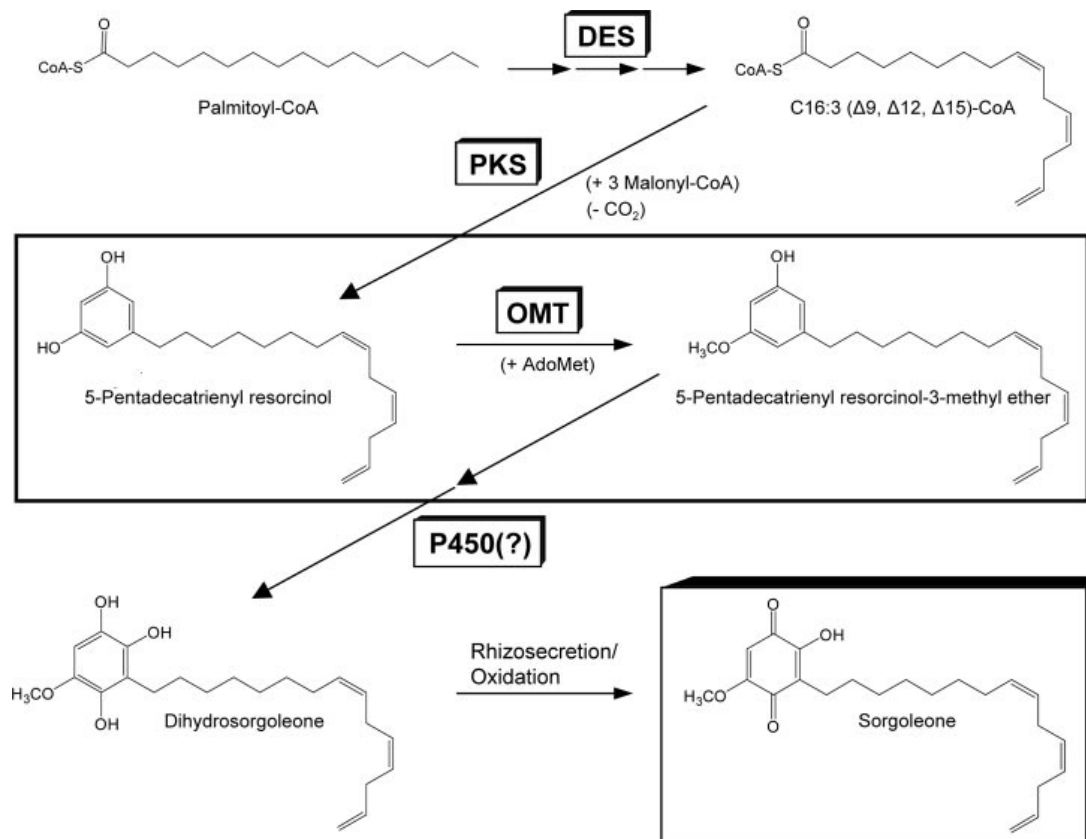 O
DES
O
CoA-S
CoA-S
Palmitoyl-CoA
C16:3 (Δ9, Δ12, Δ15)-CoA
PKS
(+ 3 Malonyl-CoA)
(- CO₂)
OH
OH
OMT
HO
H₃CO
(+ AdoMet)
5-Pentadecatrienyl resorcinol
5-Pentadecatrienyl resorcinol-3-methyl ether
P450(?)
OH
OH
H₃CO
OH
Dihydrosorgoleone
Rhizosecretion/
Oxidation
O
OH
H₃CO
O
Sorgoleone